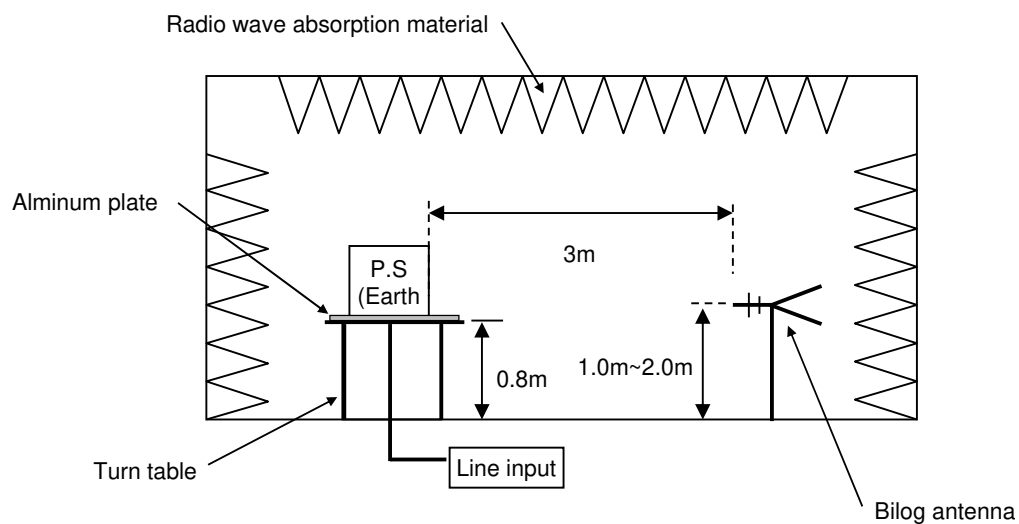 Radio wave absorption material
Alminum plate
3m
P.S
(Earth
0.8m
1.0m~2.0m
Turn table
Line input
Bilog antenna